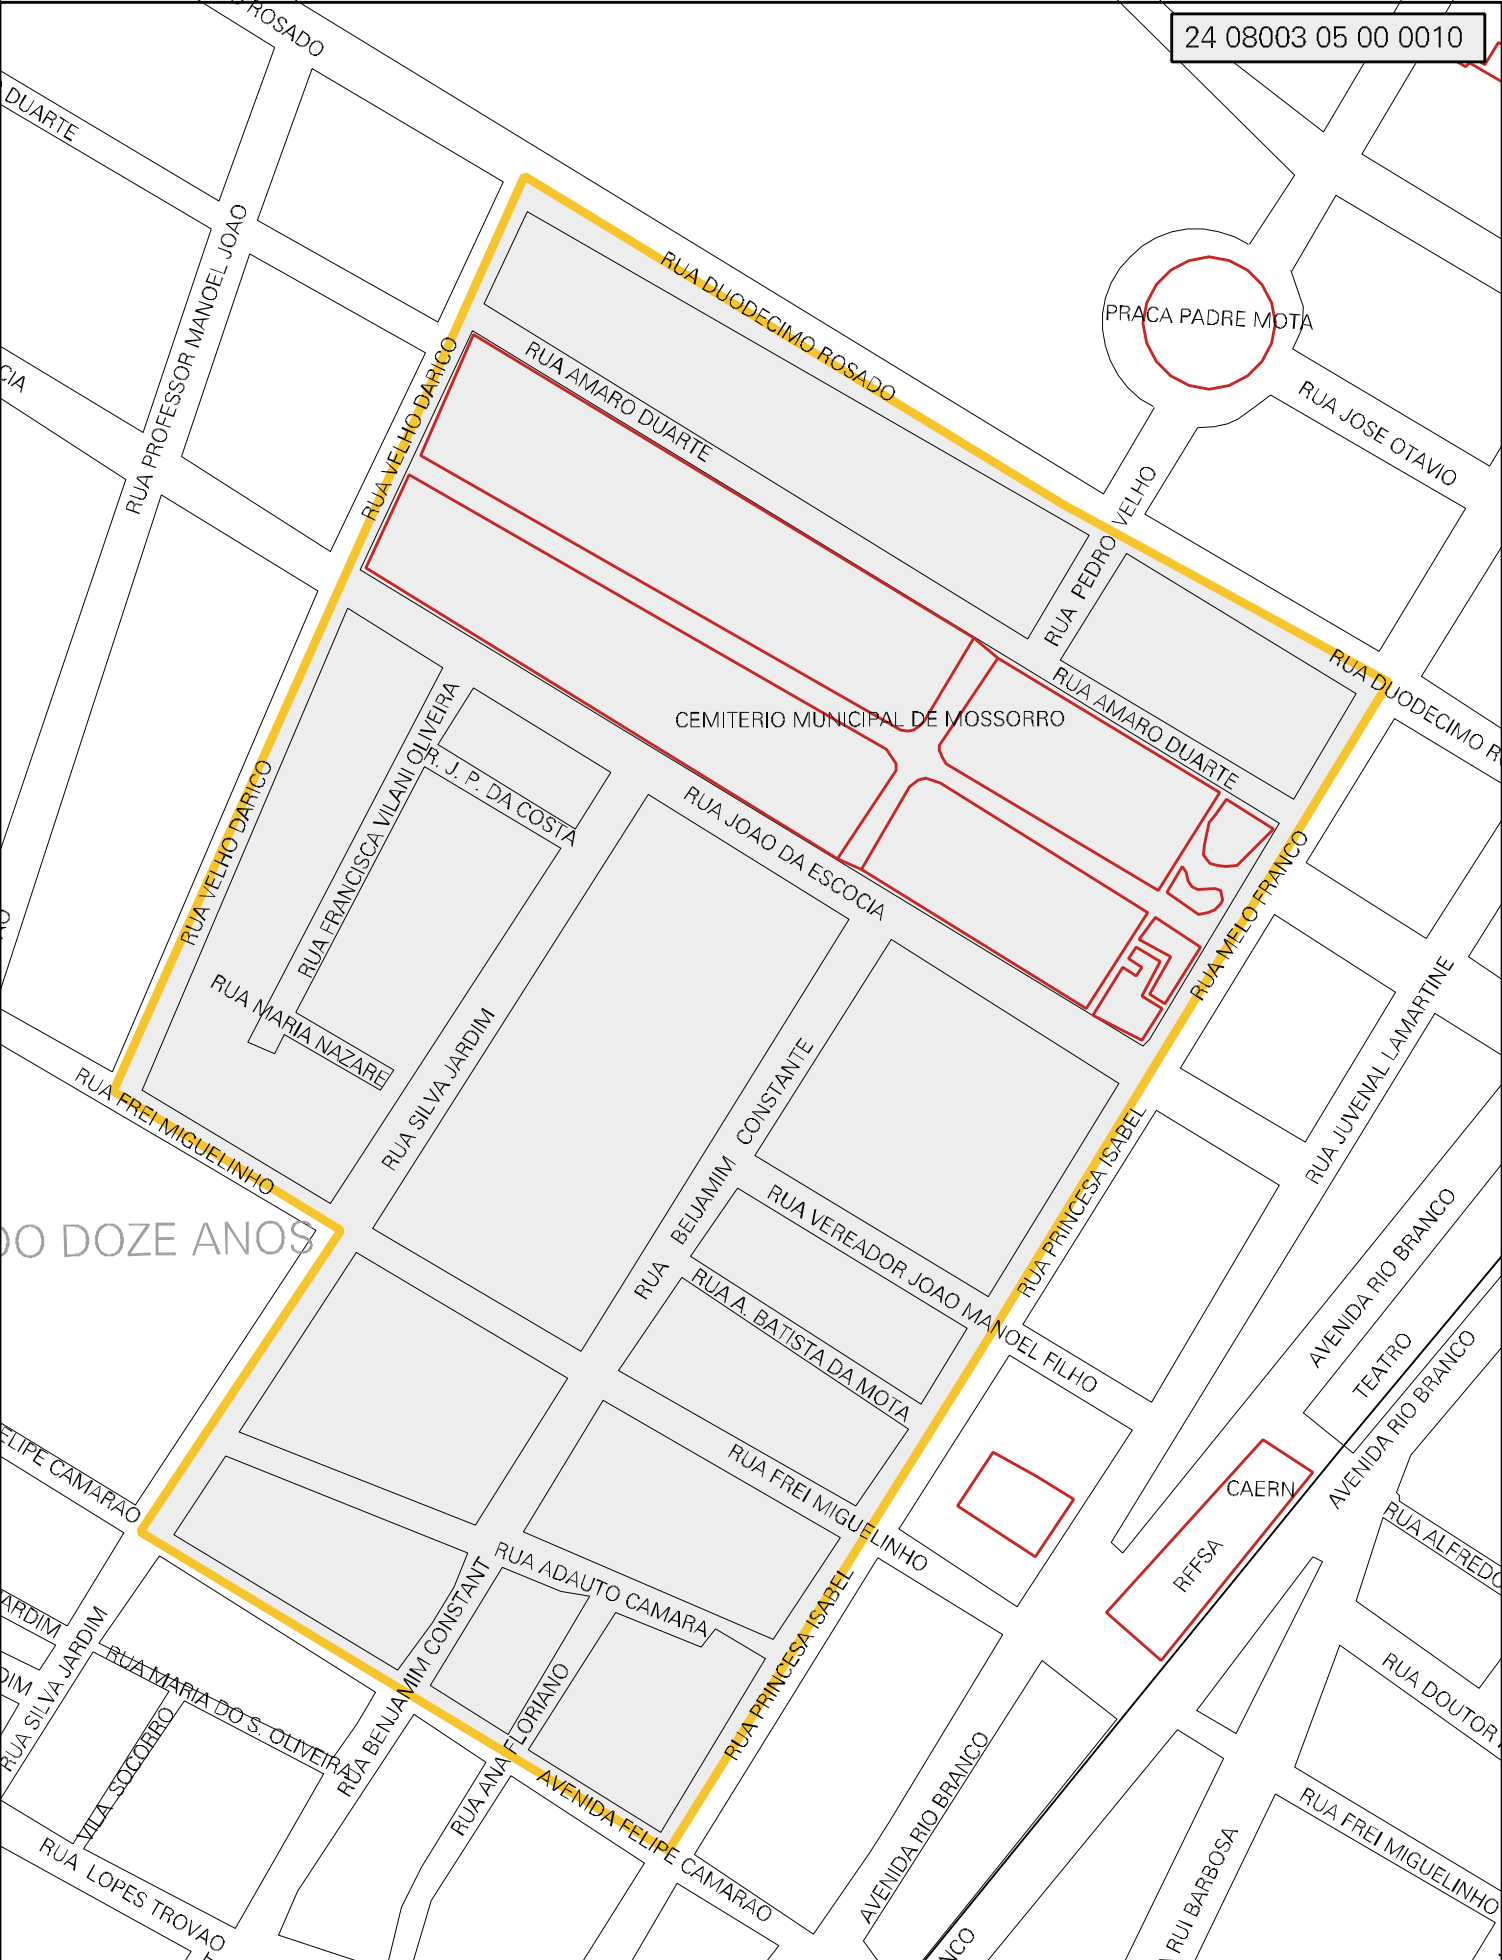 ROSADO
24 08003 05 00 0010
DUARTE
RUA PROFESSOR MANOEL JOAO
RUA DUODECIMO ROSADO
PRACA PADRE MOTA
RUA VELHO DARICO
RUA AMARO DUARTE
CIA
RUA JOSE OTAVIO
RUA PEDRO VELHO
RUA DUODECIMO R
RUA AMARO DUARTE
CEMITERIO MUNICIPAL DE MOSSORRO
RUA FRANCISCA VILANI OLIVEIRA
R. J. P. DA COSTA
RUA JOAO DA ESCOCIA
RUA VELHO DARICO
RUA MELO FRANCO
RUA JUVENAL LAMARTINE
RUA MARIA NAZARE
RUA SILVA JARDIM
RUA BEIJAMIM CONSTANTE
RUA FREI MIGUELINHO
RUA PRINCESA ISABEL
DO DOZE ANOS
RUA VEREADOR JOAO MANOEL FILHO
AVENIDA RIO BRANCO
RUA A. BATISTA DA MOTA
TEATRO
AVENIDA RIO BRANCO
ELIPE CAMARAO
RUA FREI MIGUELINHO
CAERN
RFFSA
RUA ALFREDO
RUA ADAUTO CAMARA
RUA PRINCESA ISABEL
ARDIM
DIM
RUA SILVA JARDIM
RUA MARIA DO S. OLIVEIRA
VILA SOCORRO
RUA BENJAMIM CONSTANT
RUA ANA FLORIANO
RUA DOUTOR
AVENIDA FELIPE CAMARAO
AVENIDA RIO BRANCO
RUA FREI MIGUELINHO
RUA LOPES TROVAO
RUI BARBOSA
NCO